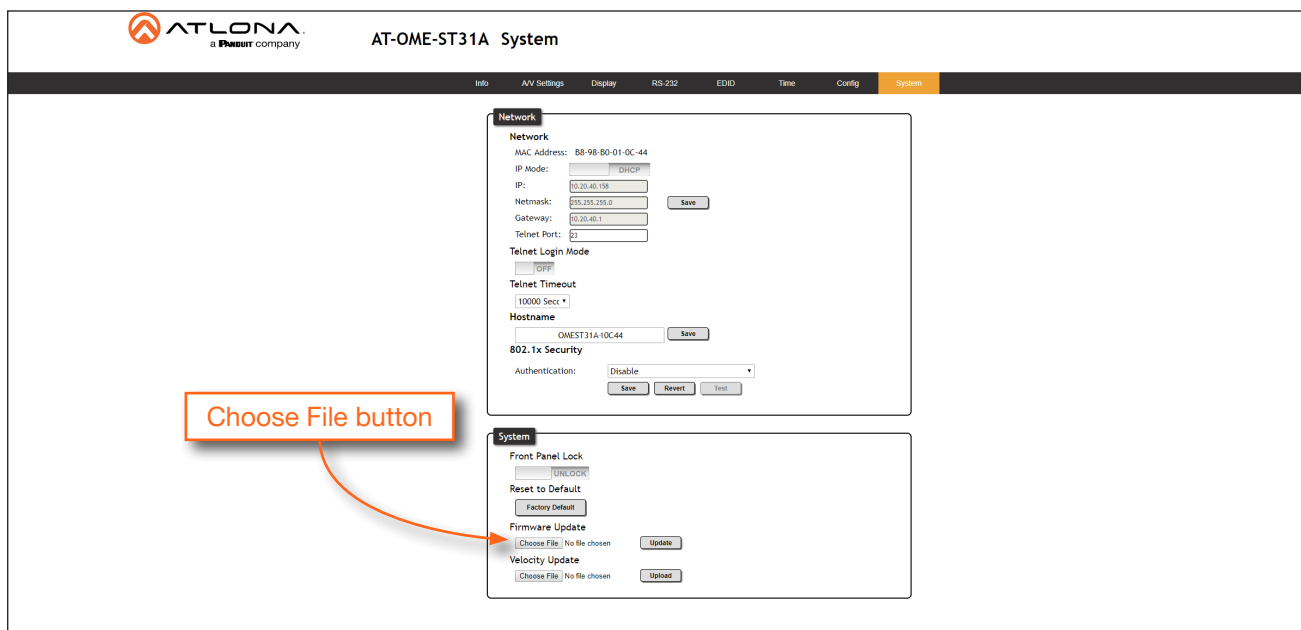 ATLONA.
a PANDUIT company
AT-OME-ST31A System
Info A/V Settings Display RS-232 EDID Time Config System
Network
Network
MAC Address: B8-98-B0-01-0C-44
IP Mode: DHCP
IP: 10.20.40.158
Netmask: 255.255.255.0 Save
Gateway: 10.20.40.1
Telnet Port: 23
Telnet Login Mode
OFF
Telnet Timeout
10000 Secc
Hostname
OMEST31A-10C44 Save
802.1x Security
Authentication: Disable
Save Revert Test
Choose File button
System
Front Panel Lock
UNLOCK
Reset to Default
Factory Default
Firmware Update
Choose File No file chosen Update
Velocity Update
Choose File No file chosen Upload